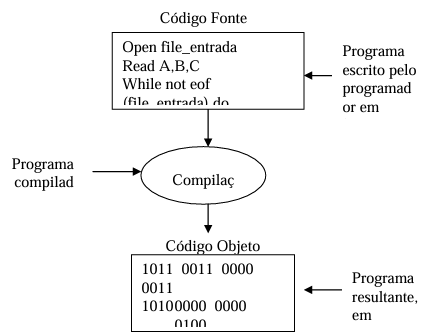 Código Fonte
Open file_entrada
Read A,B,C
While not eof
(file_entrada) do
Programa
escrito pelo
programad
or em
Programa
compilad
Compilaç
Código Objeto
1011 0011 0000
0011
10100000 0000
0100
Programa
resultante,
em